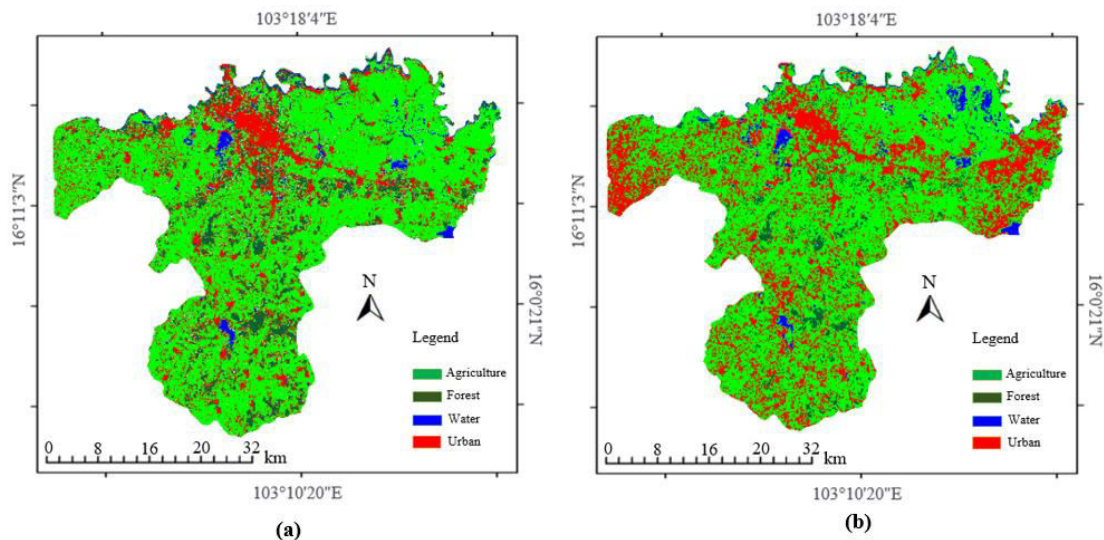 103°18′4″E
16°11′3″N
16°0′21″N
N
Legend
Agriculture
Forest
Water
Urban
0 8 16 24 32
km
103°10′20″E
(a)
103°18′4″E
16°11′3″N
16°0′21″N
N
Legend
Agriculture
Forest
Water
Urban
0 8 16 24 32
km
103°10′20″E
(b)